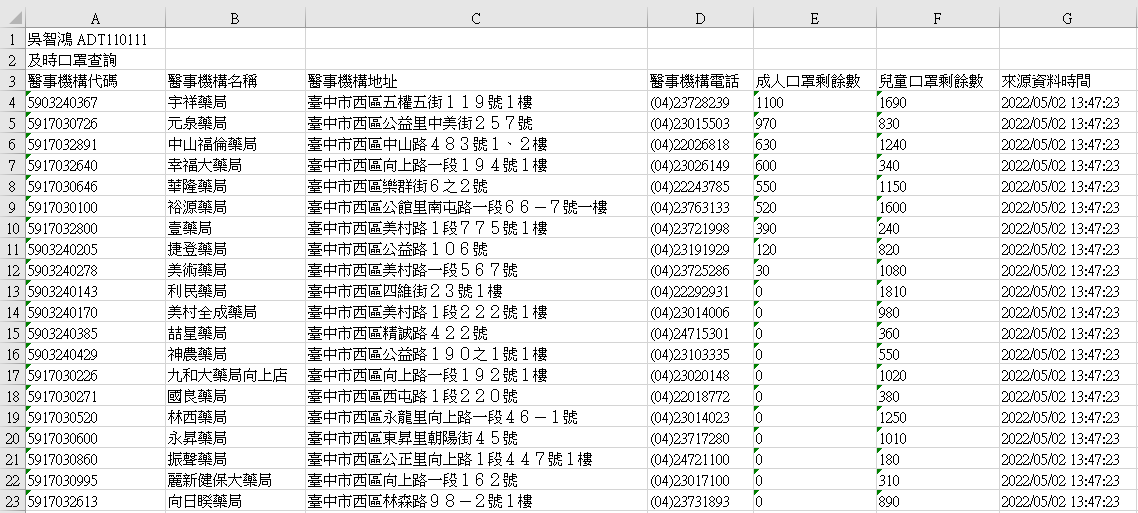 A B C D E F G
1 吳智鴻 ADT110111
2 及時口罩查詢
3 醫事機構代碼 醫事機構名稱 醫事機構地址 醫事機構電話 成人口罩剩餘數 兒童口罩剩餘數 來源資料時間
4 5903240367 宇祥藥局 臺中市西區五權五街１１９號１樓 (04)23728239 1100 1690 2022/05/02 13:47:23
5 5917030726 元泉藥局 臺中市西區公益里中美街２５７號 (04)23015503 970 830 2022/05/02 13:47:23
6 5917032891 中山福倫藥局 臺中市西區中山路４８３號１、２樓 (04)22026818 630 1240 2022/05/02 13:47:23
7 5917032640 幸福大藥局 臺中市西區向上路一段１９４號１樓 (04)23026149 600 340 2022/05/02 13:47:23
8 5917030646 華隆藥局 臺中市西區樂群街６之２號 (04)22243785 550 1150 2022/05/02 13:47:23
9 5917030100 裕源藥局 臺中市西區公館里南屯路一段６６－７號一樓 (04)23763133 520 1600 2022/05/02 13:47:23
10 5917032800 壹藥局 臺中市西區美村路１段７７５號１樓 (04)23721998 390 240 2022/05/02 13:47:23
11 5903240205 捷登藥局 臺中市西區公益路１０６號 (04)23191929 120 820 2022/05/02 13:47:23
12 5903240278 美術藥局 臺中市西區美村路一段５６７號 (04)23725286 30 1080 2022/05/02 13:47:23
13 5903240143 利民藥局 臺中市西區四維街２３號１樓 (04)22292931 0 1810 2022/05/02 13:47:23
14 5903240170 美村全成藥局 臺中市西區美村路１段２２２號１樓 (04)23014006 0 980 2022/05/02 13:47:23
15 5903240385 喆星藥局 臺中市西區精誠路４２２號 (04)24715301 0 360 2022/05/02 13:47:23
16 5903240429 神農藥局 臺中市西區公益路１９０之１號１樓 (04)23103335 0 550 2022/05/02 13:47:23
17 5917030226 九和大藥局向上店 臺中市西區向上路一段１９２號１樓 (04)23020148 0 1020 2022/05/02 13:47:23
18 5917030271 國良藥局 臺中市西區西屯路１段２２０號 (04)22018772 0 380 2022/05/02 13:47:23
19 5917030520 林西藥局 臺中市西區永龍里向上路一段４６－１號 (04)23014023 0 1250 2022/05/02 13:47:23
20 5917030600 永昇藥局 臺中市西區東昇里朝陽街４５號 (04)23717280 0 1010 2022/05/02 13:47:23
21 5917030860 振聲藥局 臺中市西區公正里向上路１段４４７號１樓 (04)24721100 0 180 2022/05/02 13:47:23
22 5917030995 麗新健保大藥局 臺中市西區向上路一段１６２號 (04)23017100 0 310 2022/05/02 13:47:23
23 5917032613 向日暌藥局 臺中市西區林森路９８－２號１樓 (04)23731893 0 890 2022/05/02 13:47:23